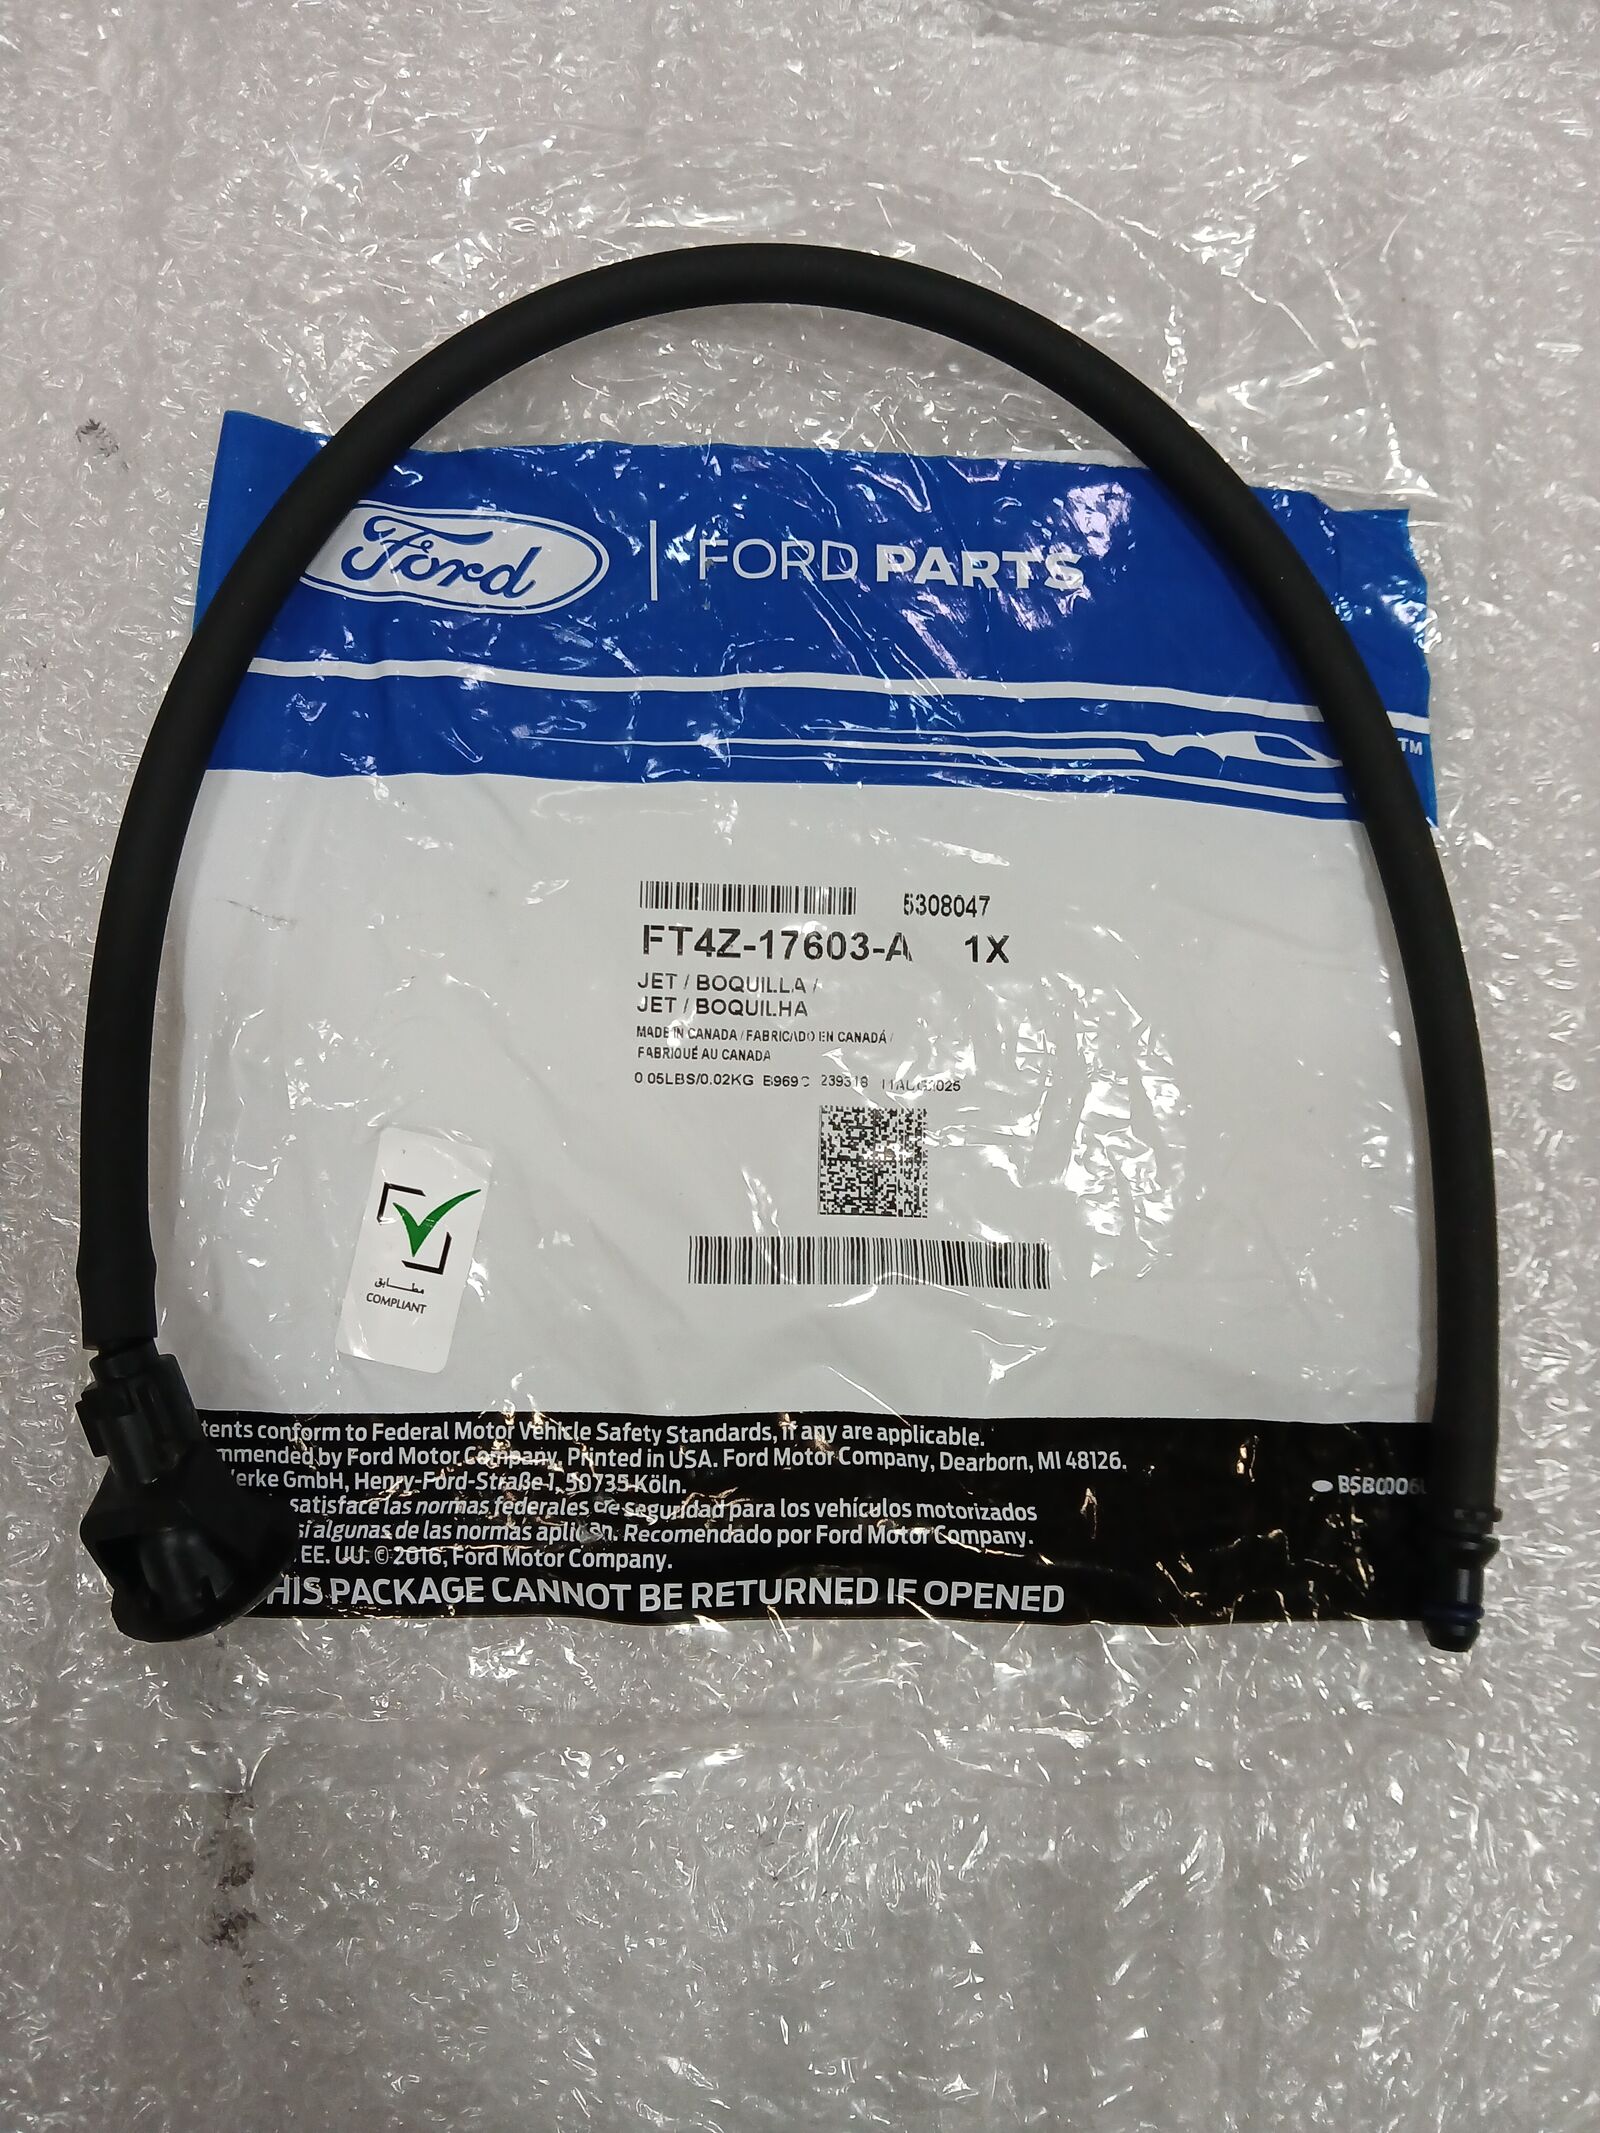 Ford | FORD PARTS
TM
5308047
FT4Z-17603-A 1X
JET / BOQUILLA /
JET / BOQUILHA
MADE IN CANADA / FABRICADO EN CANADÁ /
FABRIQUÉ AU CANADA
0.05LBS/0.02KG 239318 11AUG2025
مطابق
COMPLIANT
conform to Federal Motor Vehicle Safety Standards, if any are applicable.
by Ford Motor Company. Printed in USA. Ford Motor Company, Dearborn, MI 48126.
GmbH, Henry-Ford-Straße 1, 50735 Köln.
satisface las normas federales de seguridad para los vehículos motorizados
si algunas de las normas aplican. Recomendado por Ford Motor Company.
EE. UU. © 2016, Ford Motor Company.
HIS PACKAGE CANNOT BE RETURNED IF OPENED